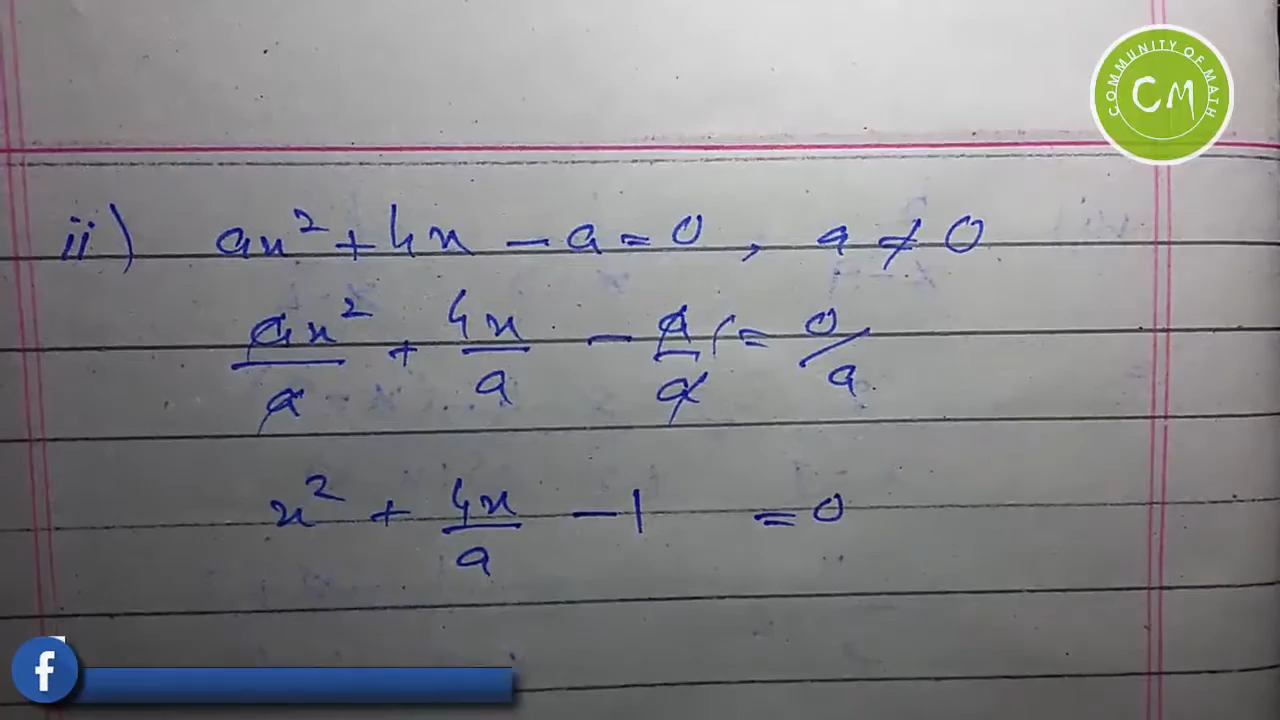 COMMUNITY OF MATH
CM
ii) ax² + 4x - a = 0 , a ≠ 0
ax²/a + 4x/a - a/a = 0/a
x² + 4x/a - 1 = 0
f